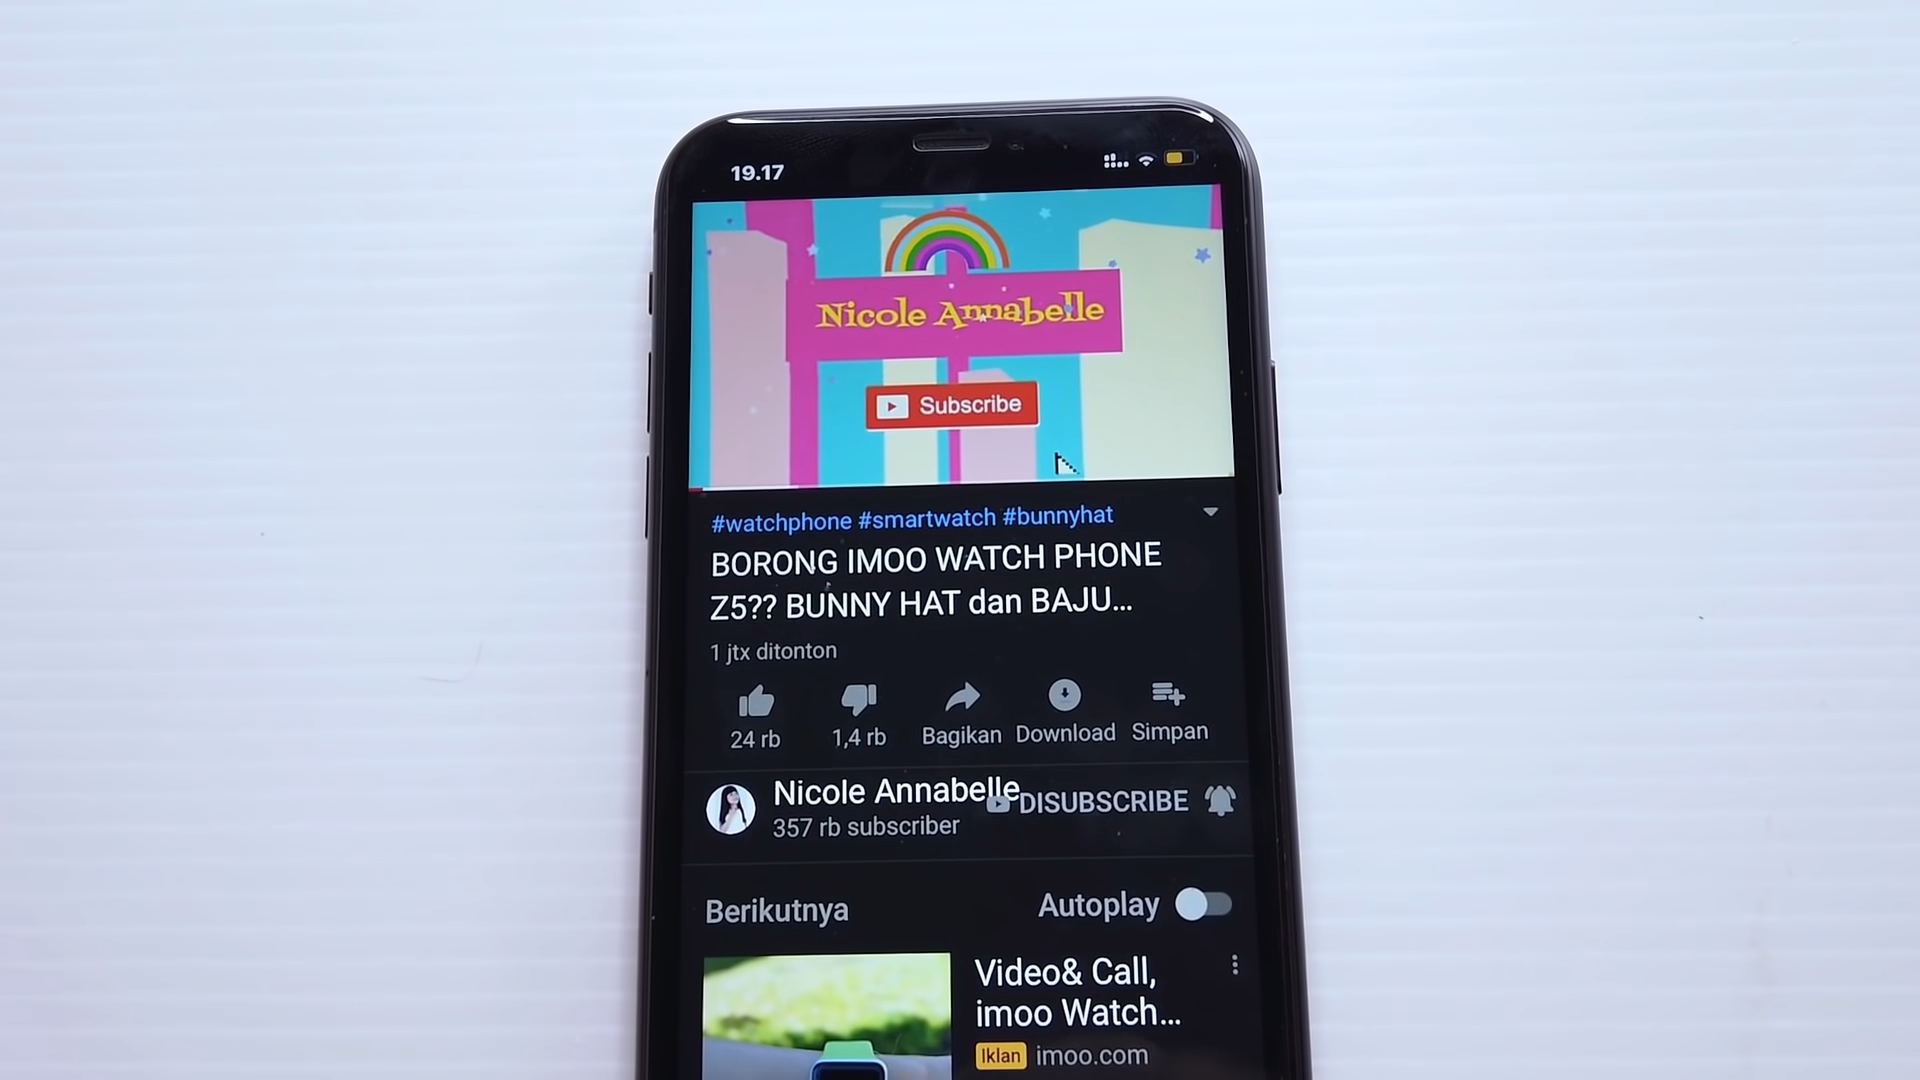 19.17
Nicole Annabelle
Subscribe
#watchphone #smartwatch #bunnyhat
BORONG IMOO WATCH PHONE
Z5?? BUNNY HAT dan BAJU...
1 jtx ditonton
24 rb
1,4 rb
Bagikan
Download
Simpan
Nicole Annabelle
DISUBSCRIBE
357 rb subscriber
Berikutnya
Autoplay
Video& Call,
imoo Watch...
Iklan imoo.com